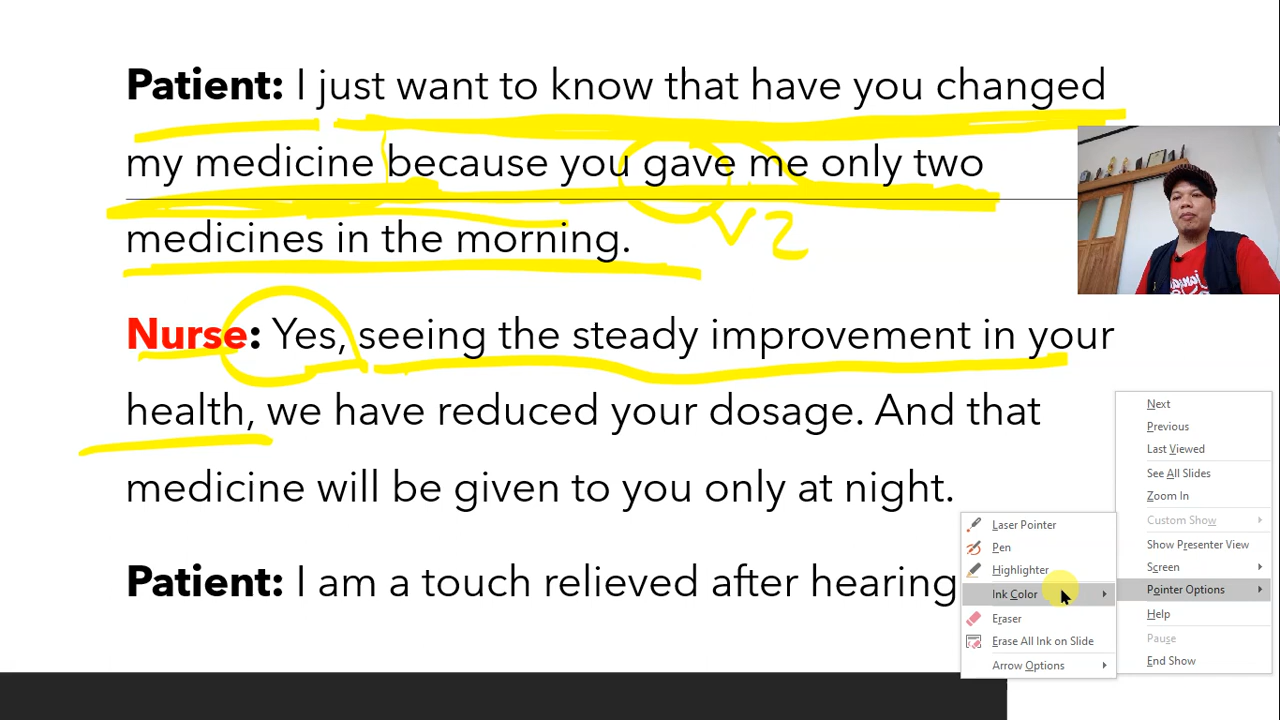 Patient: I just want to know that have you changed
my medicine because you gave me only two
medicines in the morning.
V2
Nurse: Yes, seeing the steady improvement in your
health, we have reduced your dosage. And that
medicine will be given to you only at night.
Patient: I am a touch relieved after hearing
Next
Previous
Last Viewed
See All Slides
Zoom In
Custom Show
Show Presenter View
Screen
Pointer Options
Help
Pause
End Show
Laser Pointer
Pen
Highlighter
Ink Color
Eraser
Erase All Ink on Slide
Arrow Options